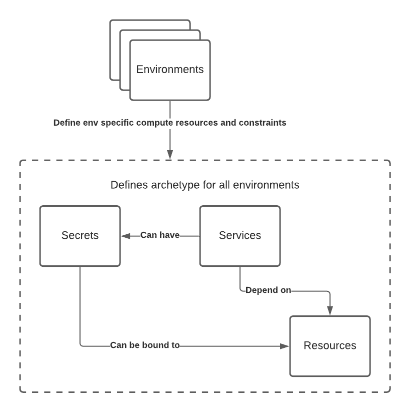 Environments
Define env specific compute resources and constraints
Defines archetype for all environments
Secrets
Can have
Services
Depend on
Can be bound to
Resources